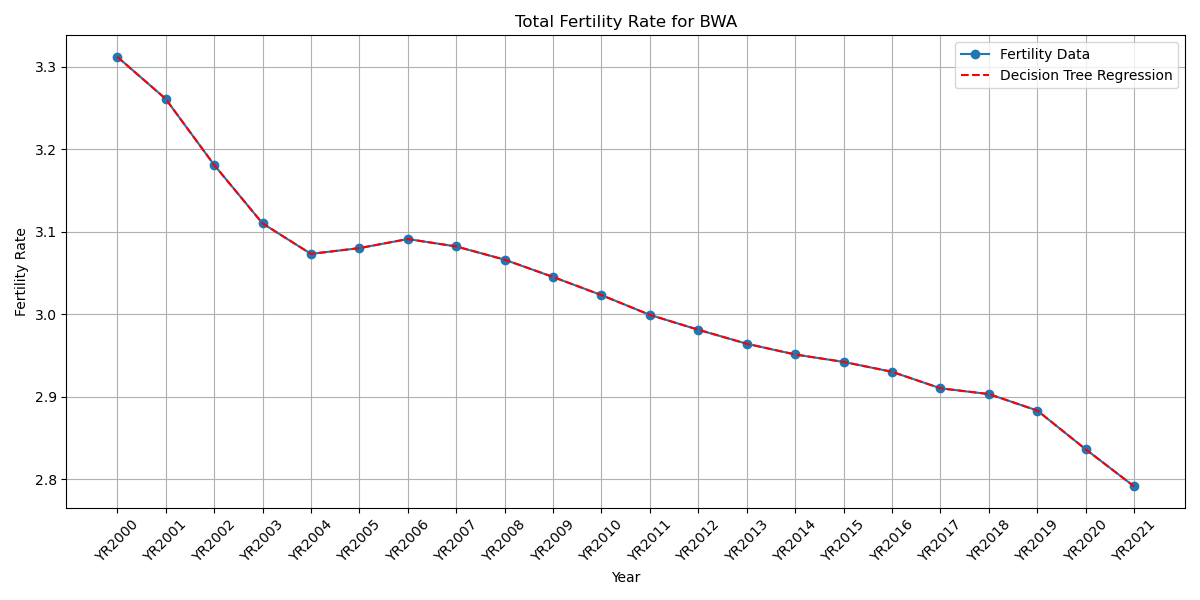 Total Fertility Rate for BWA
Fertility Data
Decision Tree Regression
Fertility Rate
3.3
3.2
3.1
3.0
2.9
2.8
YR2000
YR2001
YR2002
YR2003
YR2004
YR2005
YR2006
YR2007
YR2008
YR2009
YR2010
YR2011
YR2012
YR2013
YR2014
YR2015
YR2016
YR2017
YR2018
YR2019
YR2020
YR2021
Year